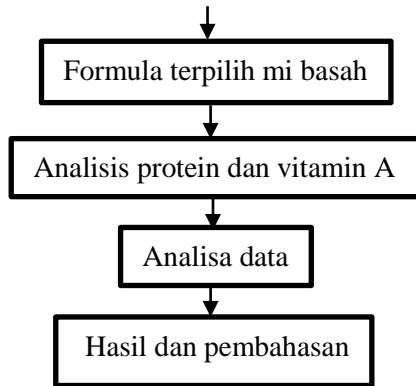 Formula terpilih mi basah
Analisis protein dan vitamin A
Analisa data
Hasil dan pembahasan